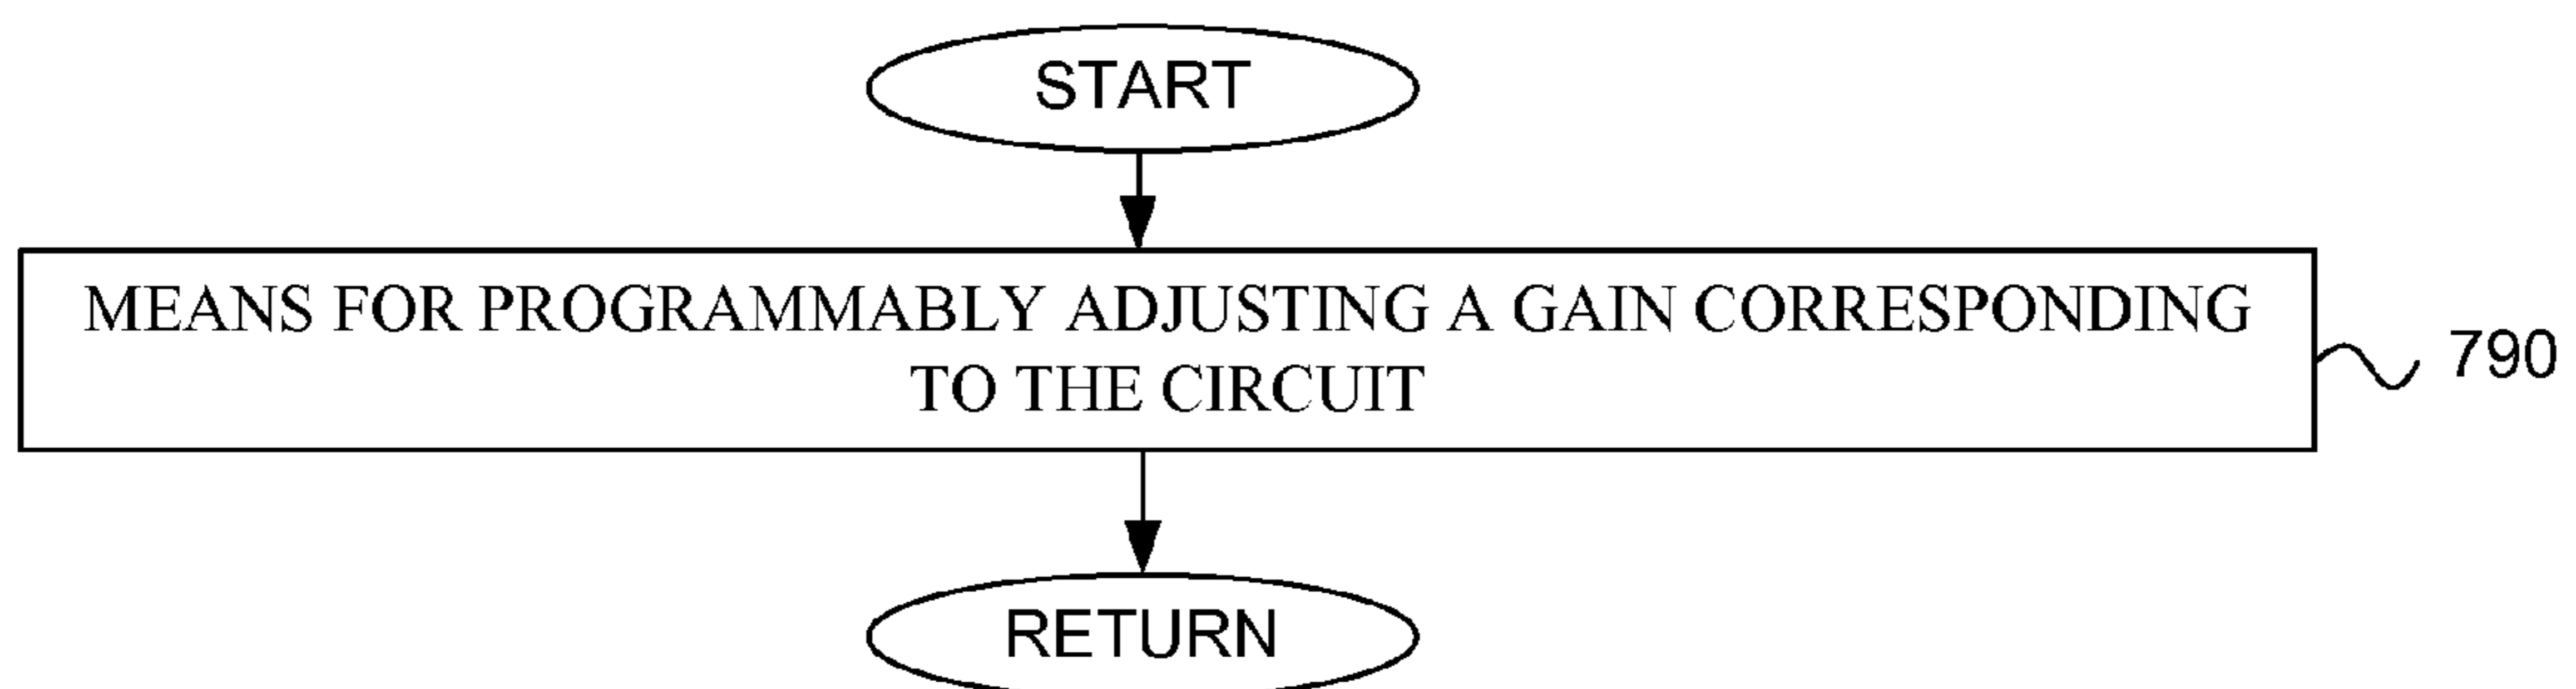 START
MEANS FOR PROGRAMMABLY ADJUSTING A GAIN CORRESPONDING
TO THE CIRCUIT
790
RETURN